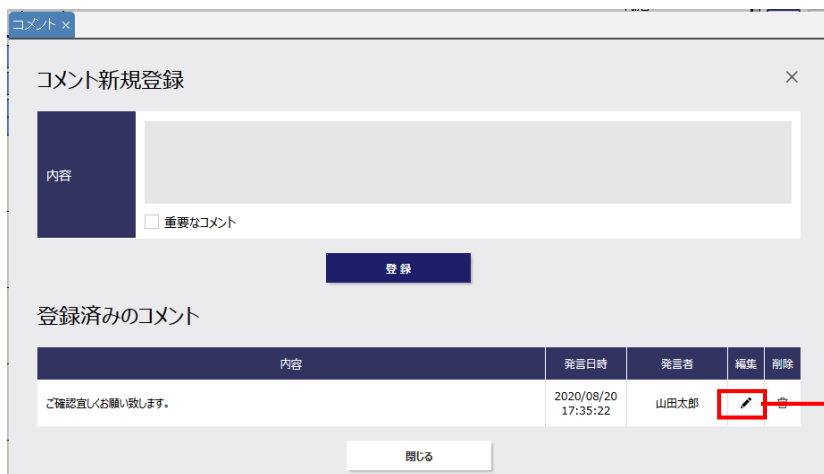 コメント ×
コメント新規登録
内容
重要なコメント
登録
登録済みのコメント
内容 発言日時 発言者 編集 削除
ご確認宜しくお願い致します。 2020/08/20 山田太郎
17:35:22
閉じる